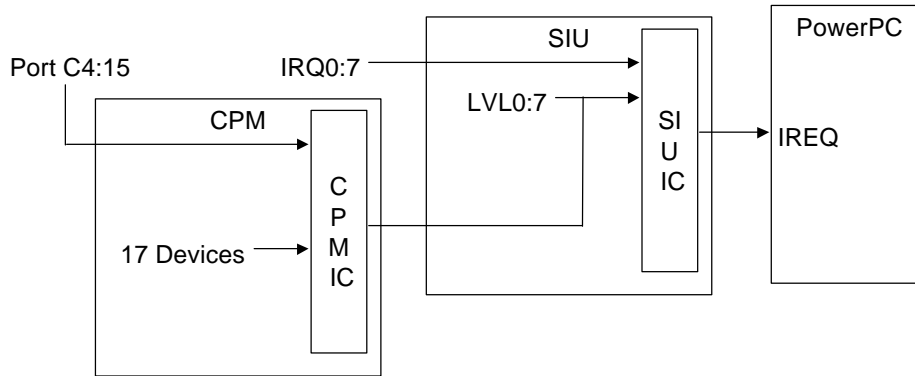 SIU
PowerPC
Port C4:15
IRQ0:7
LVL0:7
CPM
SI
U
IC
IREQ
C
P
M
IC
17 Devices